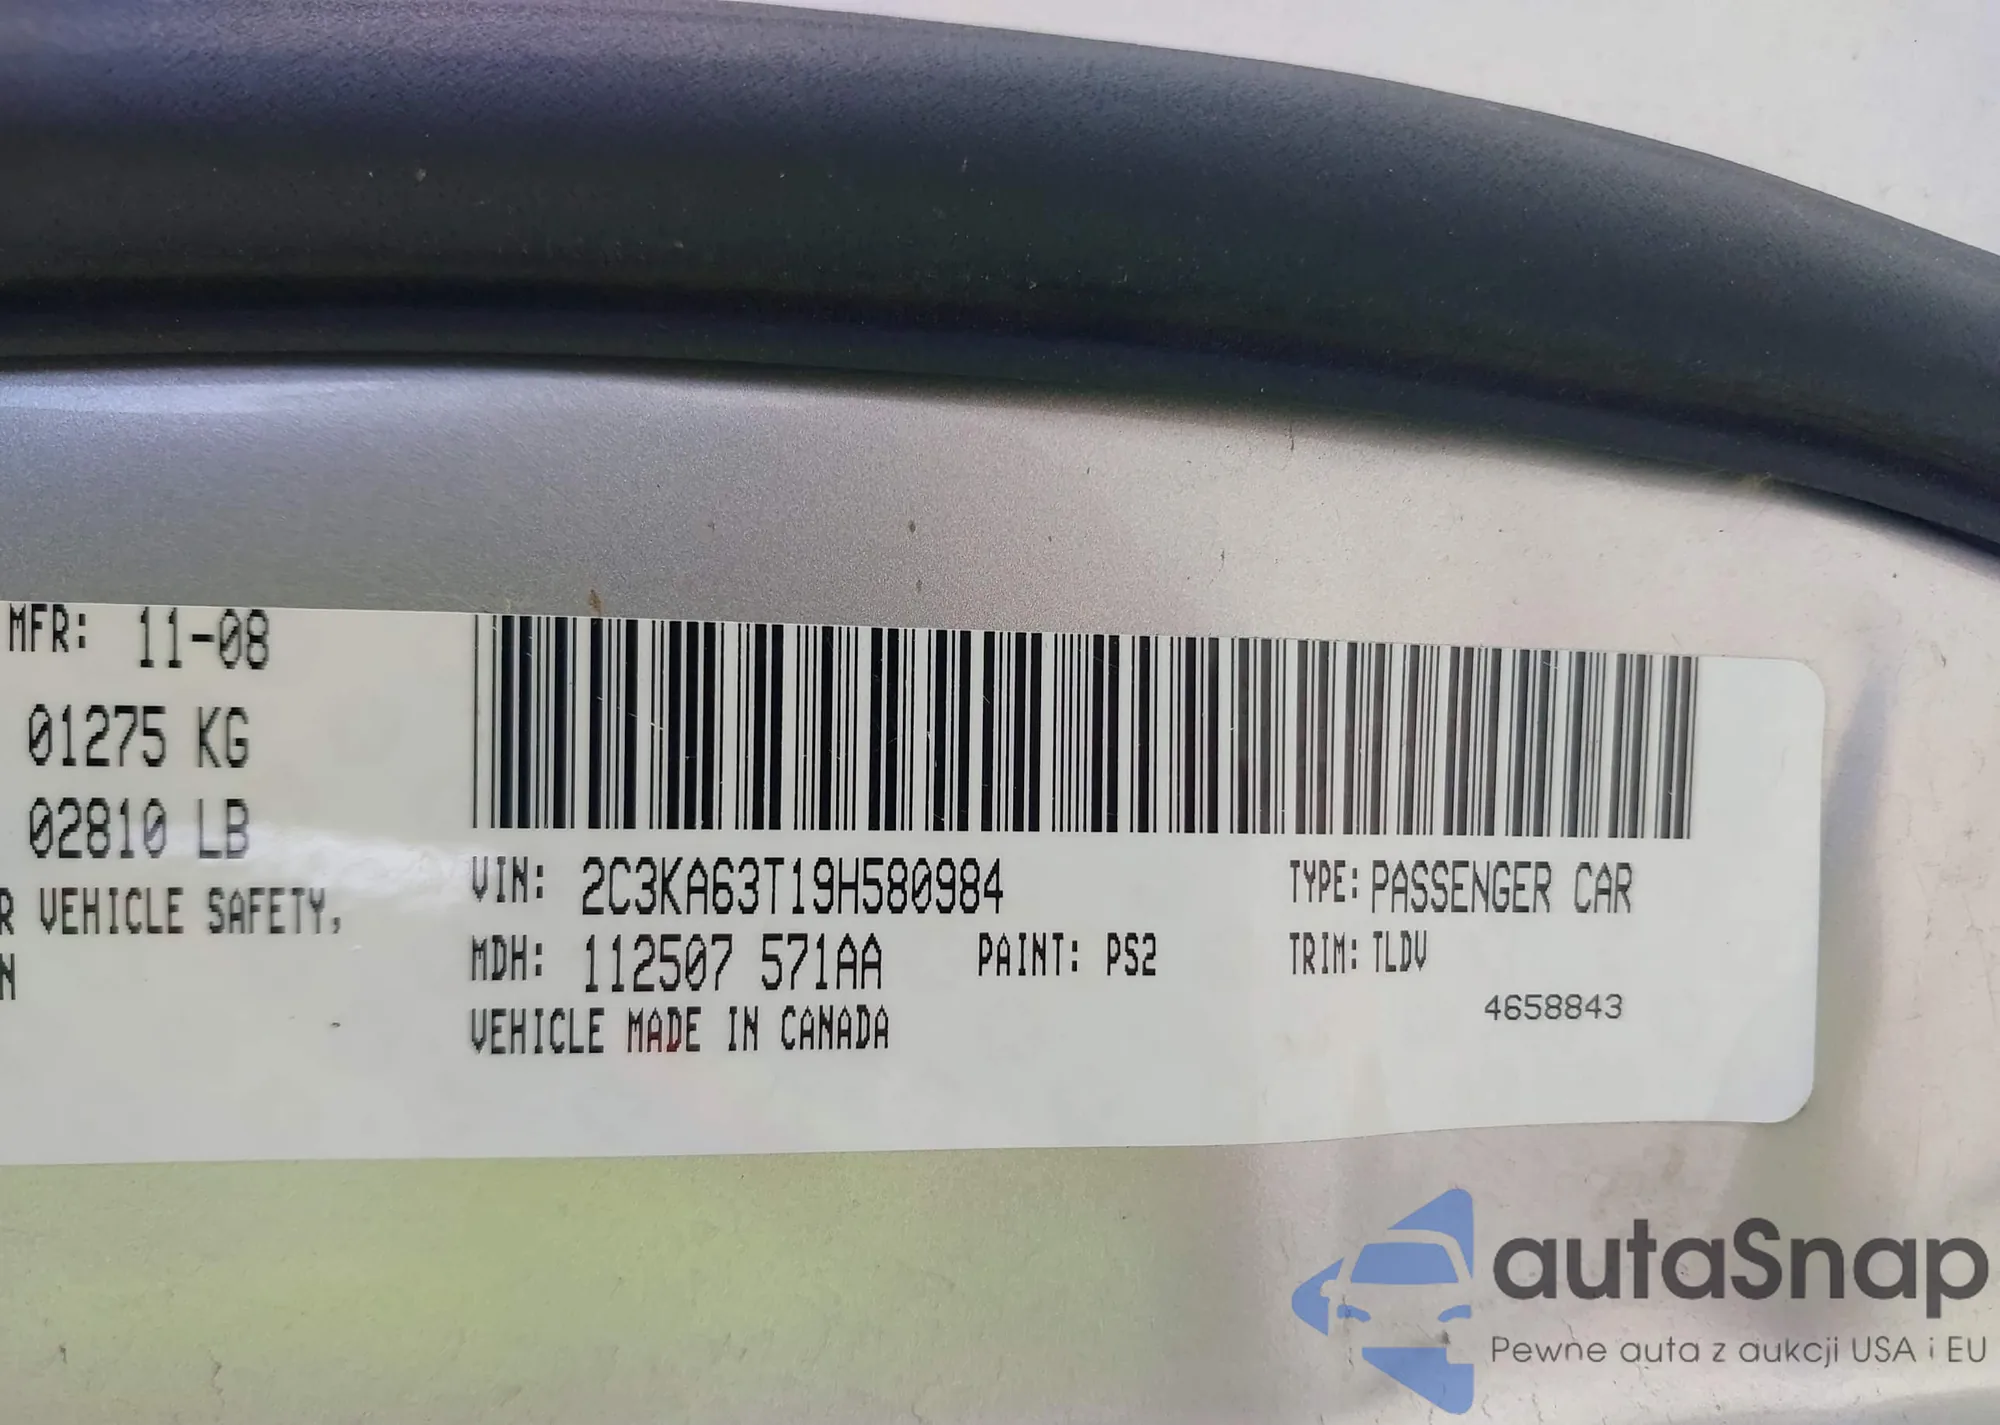 MFR: 11-08
01275 KG
02810 LB
R VEHICLE SAFETY,
N
VIN: 2C3KA63T19H580984
TYPE: PASSENGER CAR
MDH: 112507 571AA
PAINT: PS2
TRIM: TLDV
VEHICLE MADE IN CANADA
4658843
autaSnap
Pewne auta z aukcji USA i EU